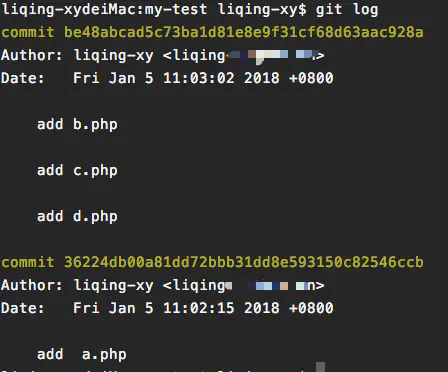 liqing-xydeiMac:my-test liqing-xy$ git log
commit be48abcad5c73ba1d81e8e9f31cf68d63aac928a
Author: liqing-xy <liqing
Date:   Fri Jan 5 11:03:02 2018 +0800
add b.php
add c.php
add d.php
commit 36224db00a81dd72bbb31dd8e593150c82546ccb
Author: liqing-xy <liqing n>
Date:   Fri Jan 5 11:02:15 2018 +0800
add  a.php